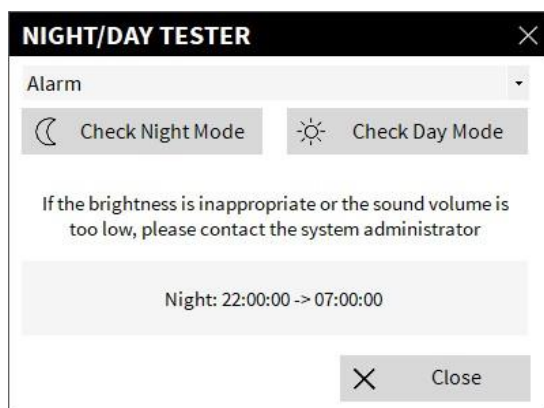 NIGHT/DAY TESTER
Alarm
Check Night Mode
Check Day Mode
If the brightness is inappropriate or the sound volume is
too low, please contact the system administrator
Night: 22:00:00 -> 07:00:00
Close